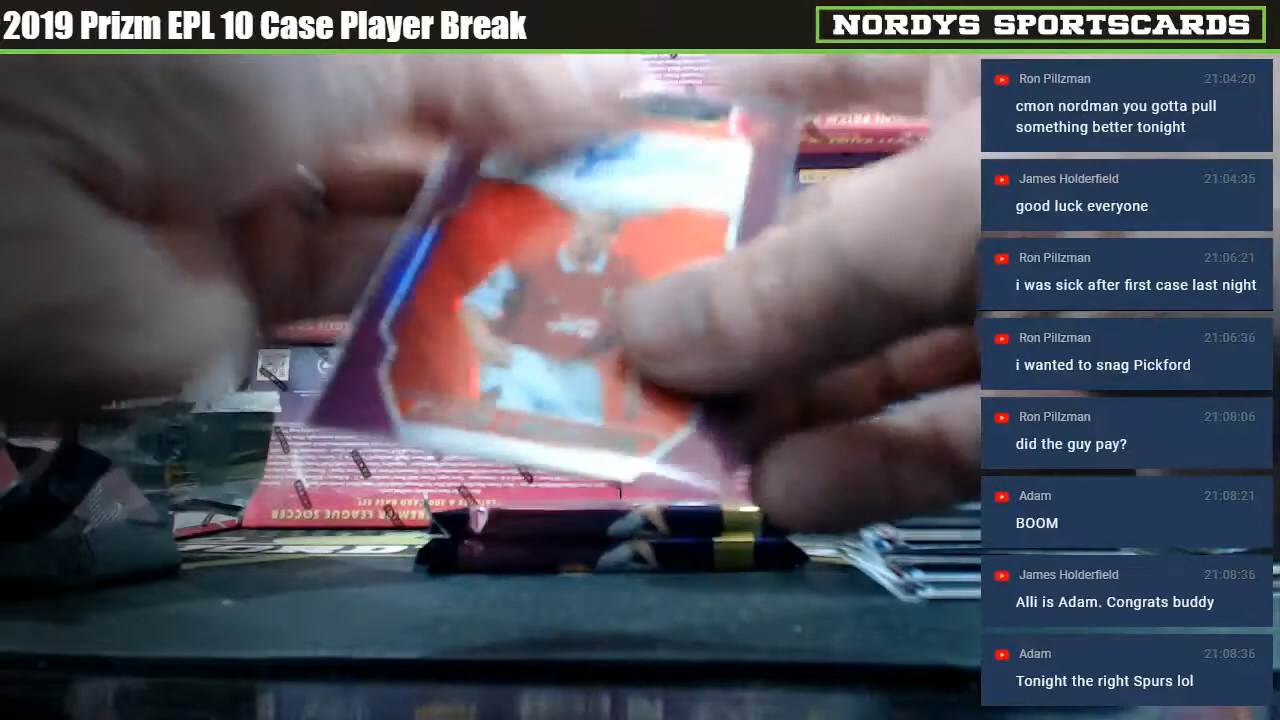 2019 Prizm EPL 10 Case Player Break
NORDYS SPORTSCARDS
Ron Pillzman 21:04:20
cmon nordman you gotta pull
something better tonight
James Holderfield 21:04:35
good luck everyone
Ron Pillzman 21:06:21
i was sick after first case last night
Ron Pillzman 21:06:36
i wanted to snag Pickford
Ron Pillzman 21:08:06
did the guy pay?
Adam 21:08:21
BOOM
James Holderfield 21:08:36
Alli is Adam. Congrats buddy
Adam 21:08:36
Tonight the right Spurs lol
PREMIER LEAGUE SOCCER